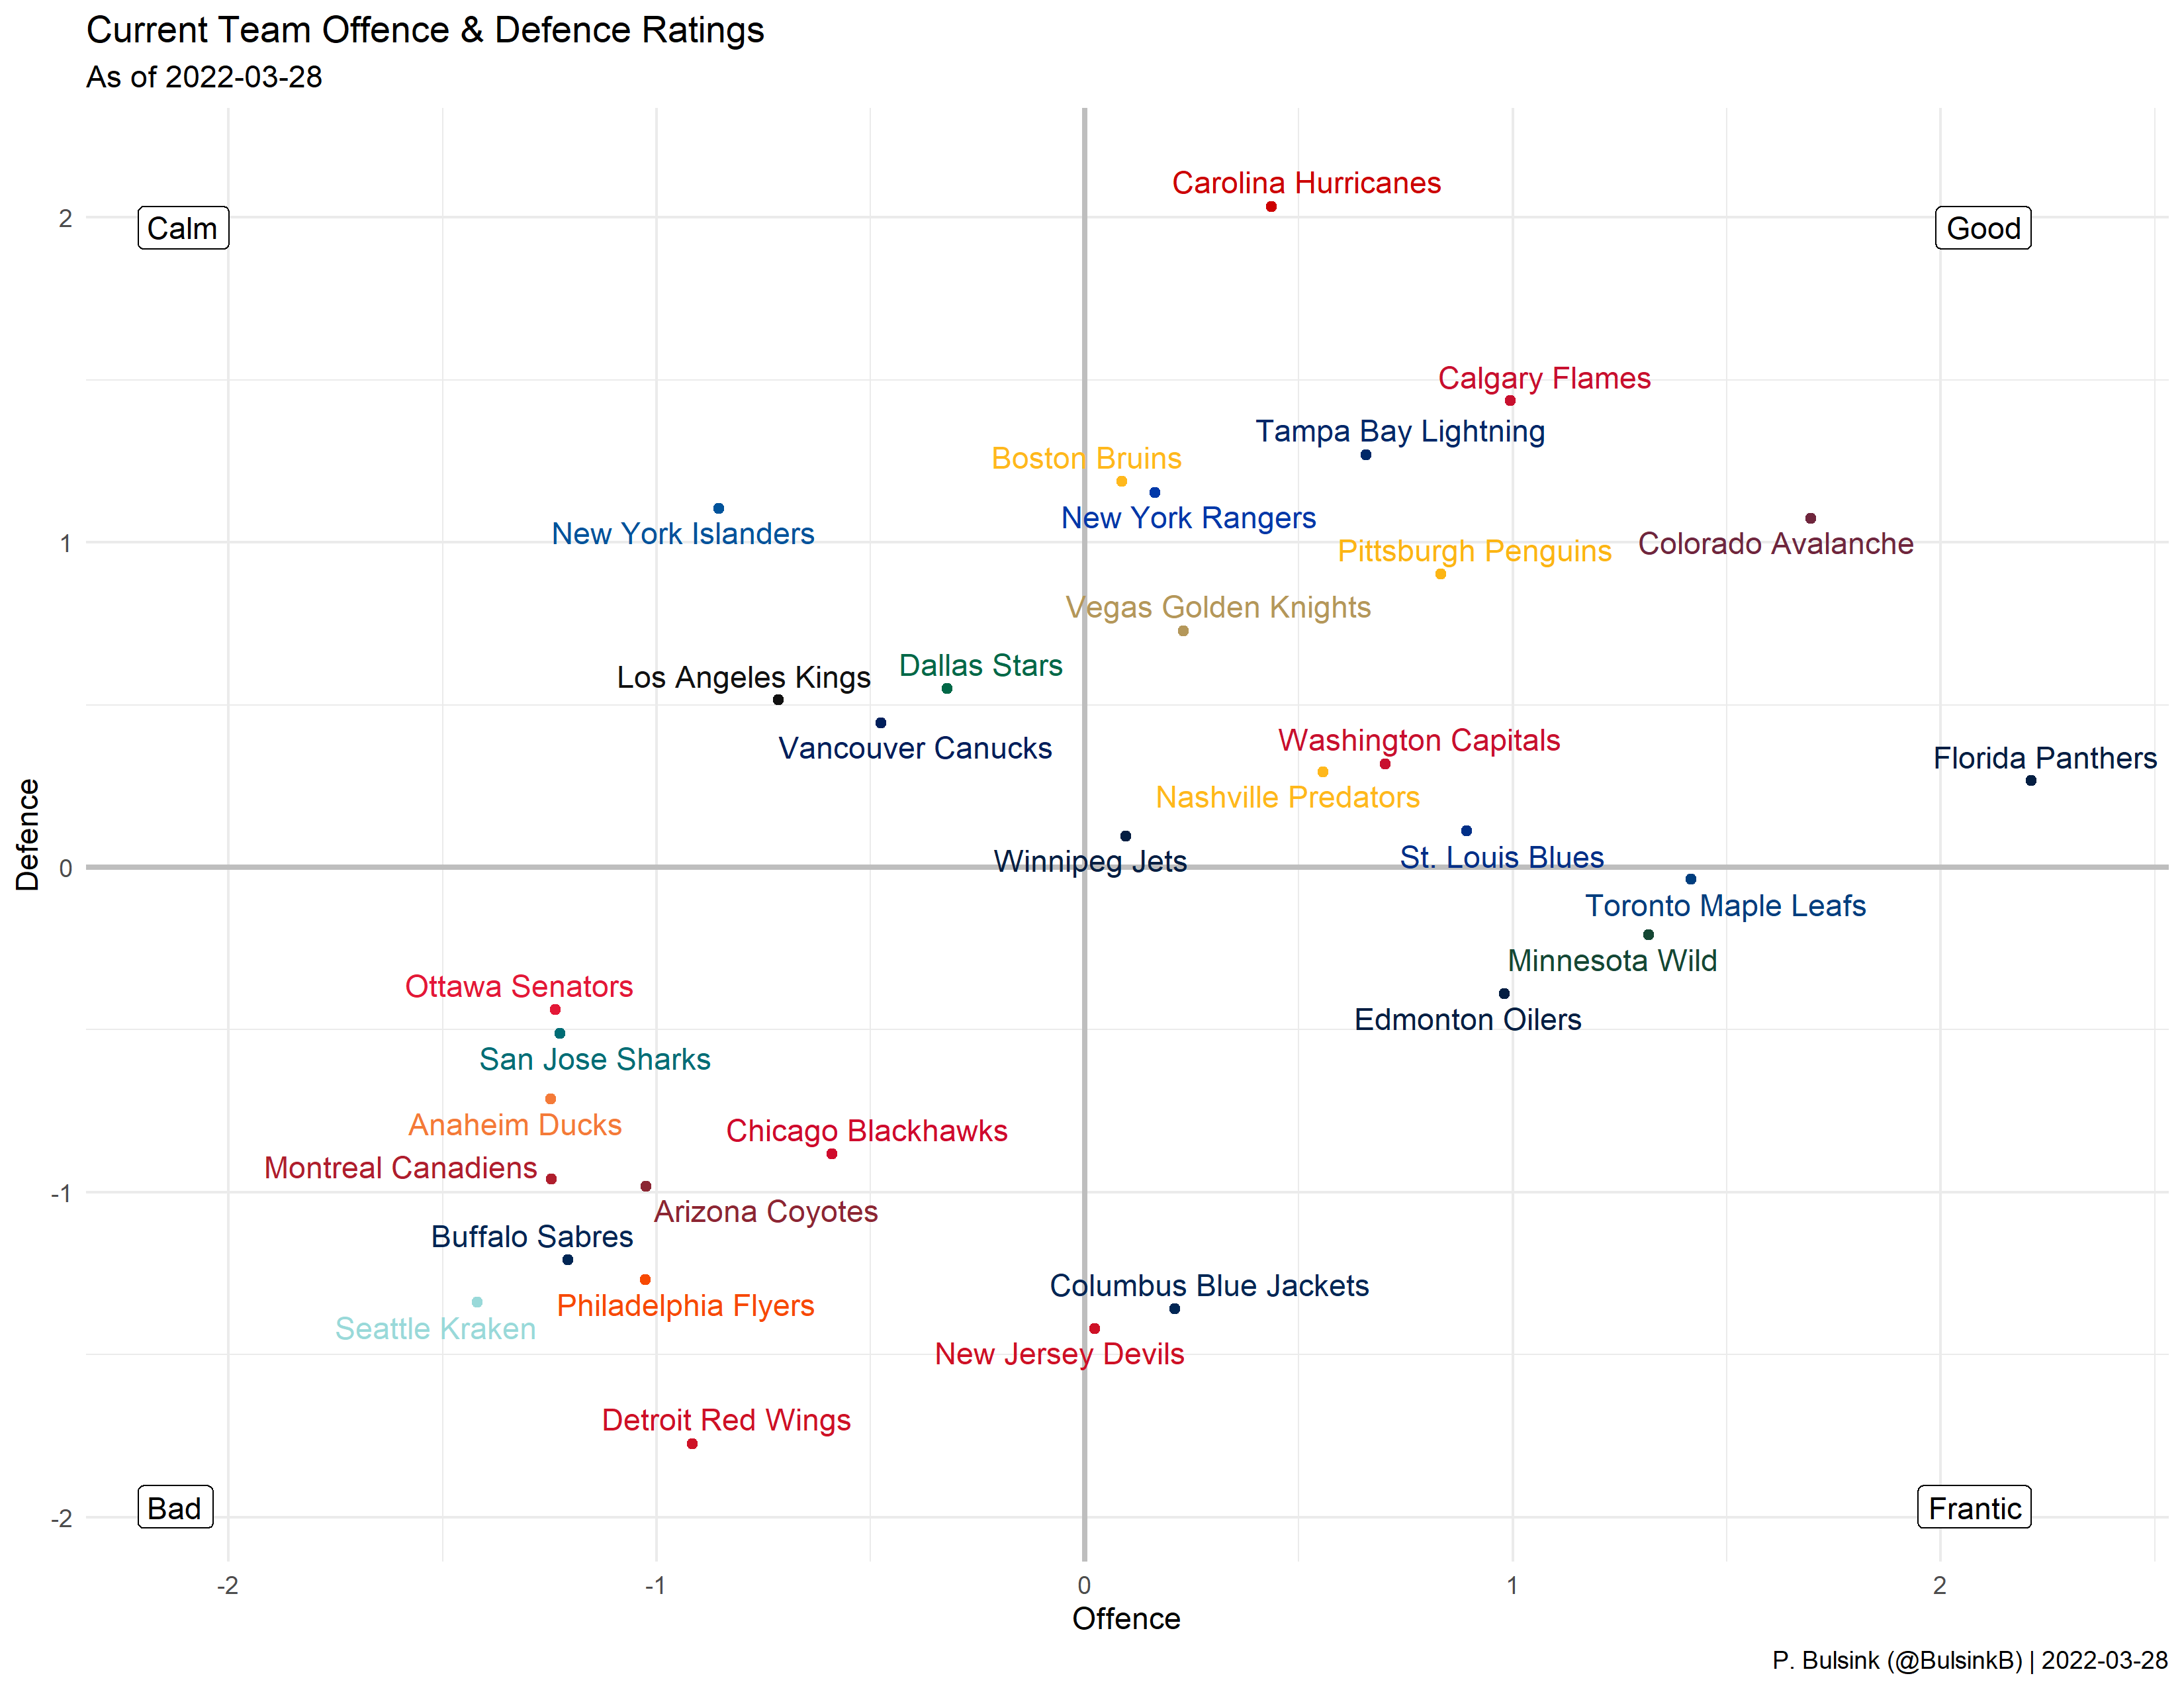 Current Team Offence & Defence Ratings
As of 2022-03-28
Carolina Hurricanes
2
Calm
Good
Calgary Flames
Tampa Bay Lightning
Boston Bruins
New York Rangers
New York Islanders
1
Colorado Avalanche
Pittsburgh Penguins
Vegas Golden Knights
Dallas Stars
Los Angeles Kings
Vancouver Canucks
Washington Capitals
Florida Panthers
Nashville Predators
Defence
Winnipeg Jets
St. Louis Blues
0
Toronto Maple Leafs
Minnesota Wild
Ottawa Senators
Edmonton Oilers
San Jose Sharks
Anaheim Ducks
Chicago Blackhawks
Montreal Canadiens
-1
Arizona Coyotes
Buffalo Sabres
Columbus Blue Jackets
Philadelphia Flyers
Seattle Kraken
New Jersey Devils
Detroit Red Wings
Bad
Frantic
-2
-2 -1 0 1 2
Offence
P. Bulsink (@BulsinkB) | 2022-03-28